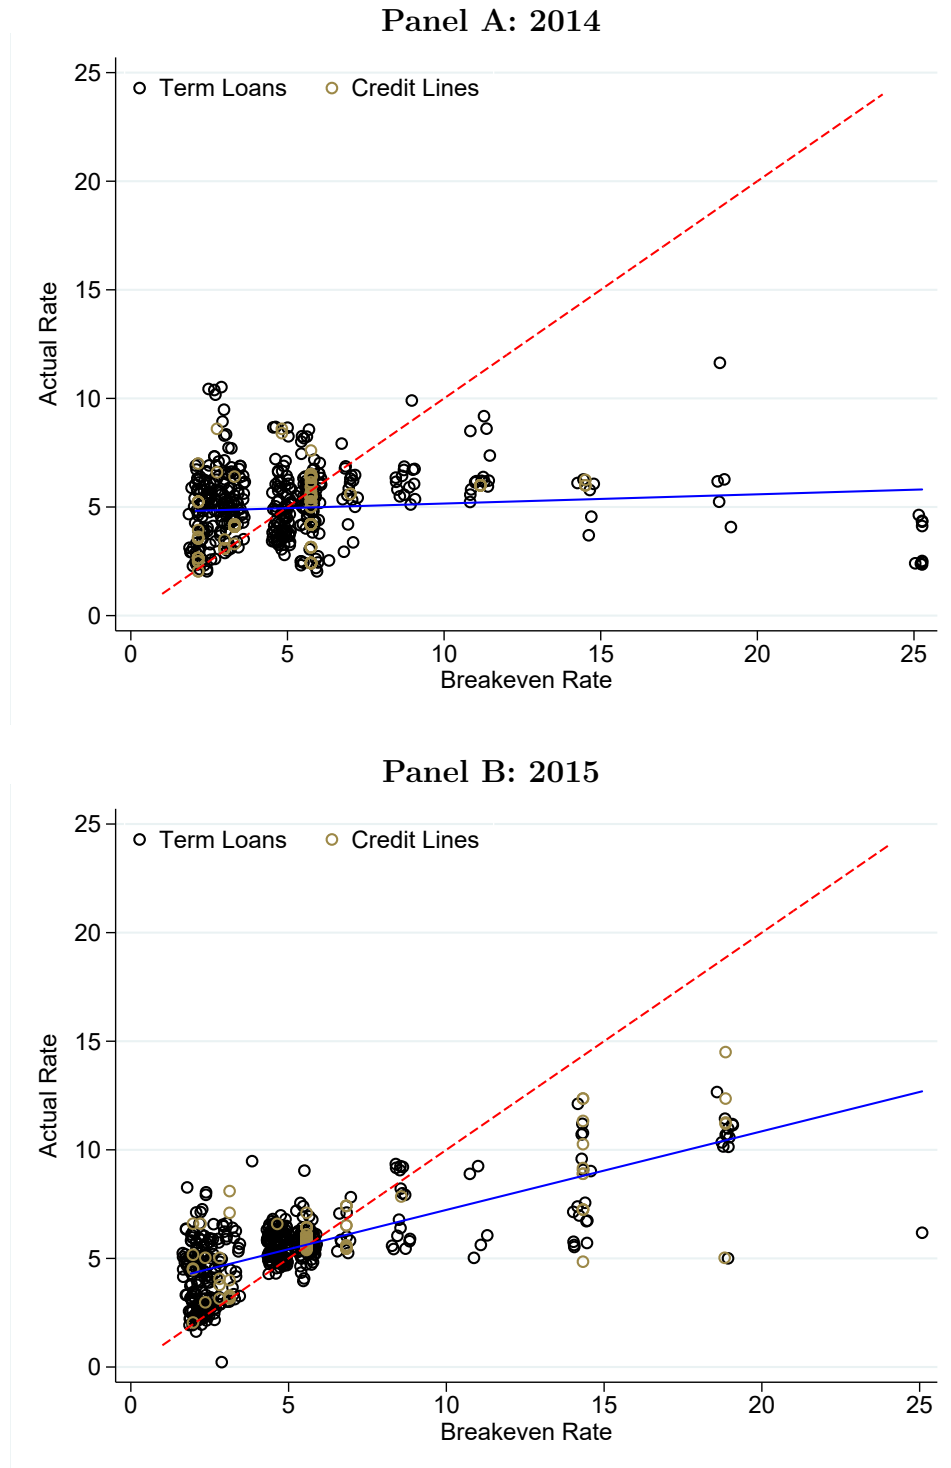 Panel A: 2014
25
Term Loans
Credit Lines
20
15
Actual Rate
10
5
0
0 5 10 15 20 25
Breakeven Rate
Panel B: 2015
25
Term Loans
Credit Lines
20
15
Actual Rate
10
5
0
0 5 10 15 20 25
Breakeven Rate